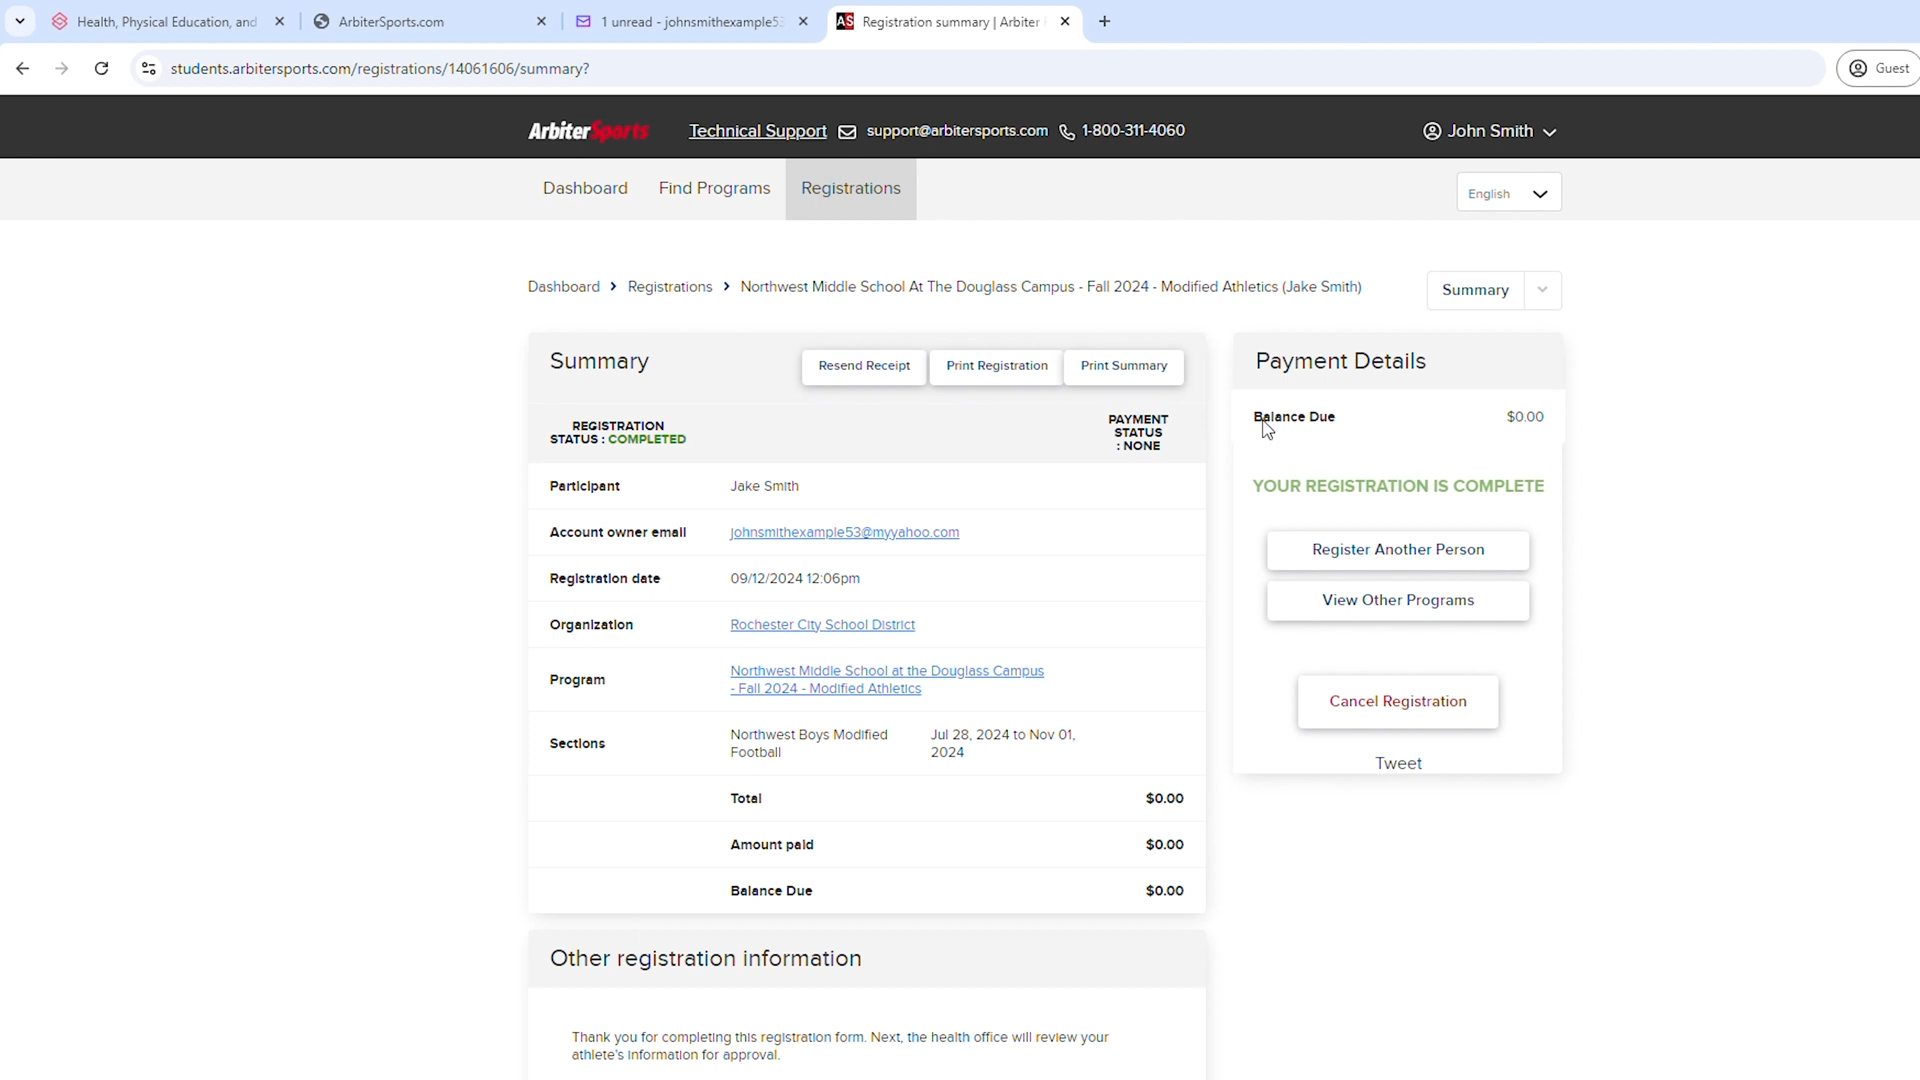 Health, Physical Education, and
ArbiterSports.com
1 unread - johnsmithexample53
Registration summary | Arbiter
students.arbitersports.com/registrations/14061606/summary?
Guest
ArbiterSports
Technical Support
support@arbitersports.com
1-800-311-4060
John Smith
Dashboard
Find Programs
Registrations
English
Dashboard > Registrations > Northwest Middle School At The Douglass Campus - Fall 2024 - Modified Athletics (Jake Smith)
Summary
Summary
Resend Receipt
Print Registration
Print Summary
REGISTRATION
STATUS : COMPLETED
PAYMENT
STATUS
: NONE
Participant
Jake Smith
Account owner email
johnsmithexample53@myyahoo.com
Registration date
09/12/2024 12:06pm
Organization
Rochester City School District
Program
Northwest Middle School at the Douglass Campus
- Fall 2024 - Modified Athletics
Sections
Northwest Boys Modified
Football
Jul 28, 2024 to Nov 01,
2024
Total
$0.00
Amount paid
$0.00
Balance Due
$0.00
Other registration information
Thank you for completing this registration form. Next, the health office will review your
athlete's information for approval.
Payment Details
Balance Due
$0.00
YOUR REGISTRATION IS COMPLETE
Register Another Person
View Other Programs
Cancel Registration
Tweet